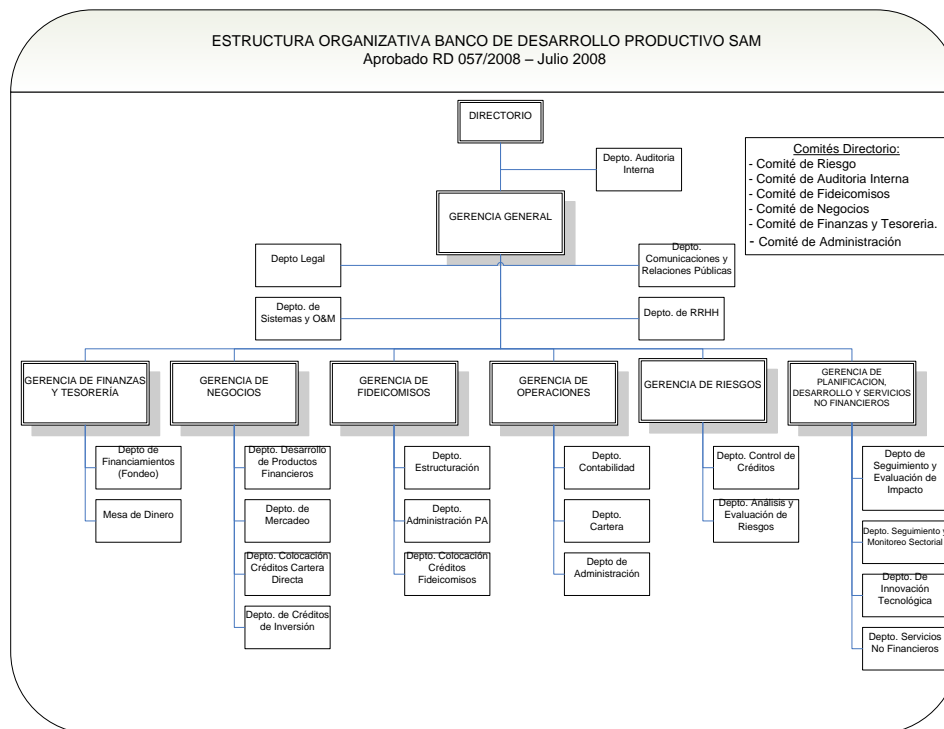 ESTRUCTURA ORGANIZATIVA BANCO DE DESARROLLO PRODUCTIVO SAM
Aprobado RD 057/2008 – Julio 2008
DIRECTORIO
Depto. Auditoria
Interna
Comités Directorio:
- Comité de Riesgo
- Comité de Auditoria Interna
- Comité de Fideicomisos
- Comité de Negocios
- Comité de Finanzas y Tesoreria.
- Comité de Administración
GERENCIA GENERAL
Depto Legal
Depto.
Comunicaciones y
Relaciones Públicas
Depto. de
Sistemas y O&M
Depto. de RRHH
GERENCIA DE FINANZAS
Y TESORERÍA
GERENCIA DE
NEGOCIOS
GERENCIA DE
FIDEICOMISOS
GERENCIA DE
OPERACIONES
GERENCIA DE RIESGOS
GERENCIA DE
PLANIFICACION,
DESARROLLO Y SERVICIOS
NO FINANCIEROS
Depto de
Financiamientos
(Fondeo)
Mesa de Dinero
Depto. Desarrollo
de Productos
Financieros
Depto. de
Mercadeo
Depto. Colocación
Créditos Cartera
Directa
Depto. de Créditos
de Inversión
Depto.
Estructuración
Depto.
Administración PA
Depto. Colocación
Créditos
Fideicomisos
Depto.
Contabilidad
Depto.
Cartera
Depto de
Administración
Depto. Control de
Créditos
Depto. Análisis y
Evaluación de
Riesgos
Depto de
Seguimiento y
Evaluación de
Impacto
Depto. Seguimiento y
Monitoreo Sectorial
Depto. De
Innovación
Tecnológica
Depto. Servicios
No Financieros